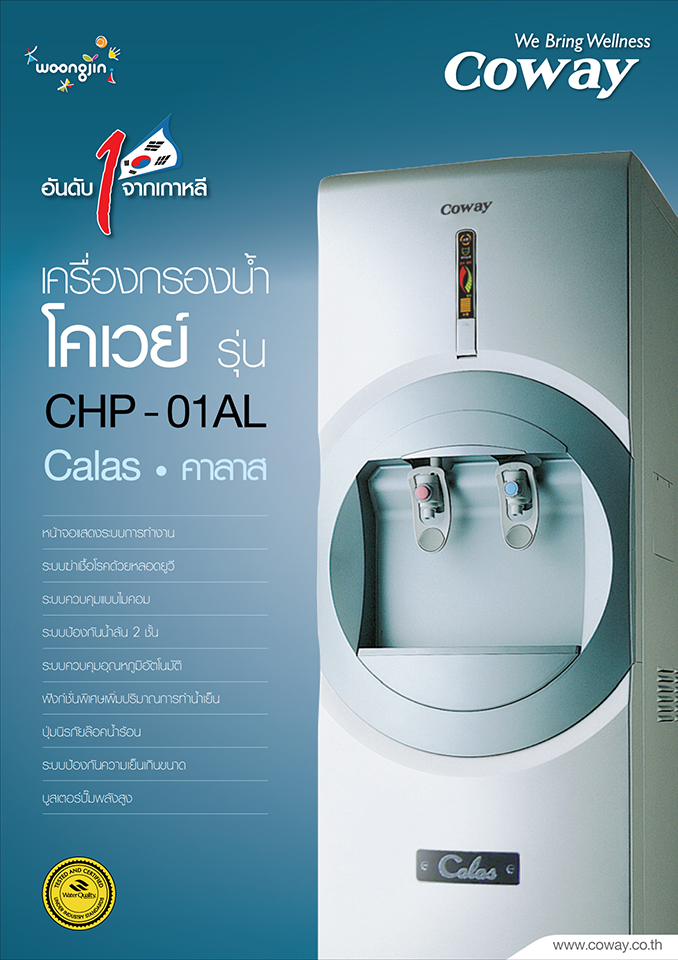 woongjin
We Bring Wellness
Coway
อันดับ 1 จากเกาหลี
Coway
เครื่องกรองน้ำ
โคเวย์ รุ่น
CHP - 01AL
Calas • คาลาส
หน้าจอแสดงระบบการทำงาน
ระบบฆ่าเชื้อโรคด้วยหลอดยูวี
ระบบควบคุมแบบไมคอม
ระบบป้องกันน้ำล้น 2 ชั้น
ระบบควบคุมอุณหภูมิอัตโนมัติ
ฟังก์ชั่นพิเศษเพิ่มปริมาณการทำน้ำเย็น
ปุ่มนิรภัยล๊อคน้ำร้อน
ระบบป้องกันความเย็นเกินขนาด
บูสเตอร์ปั๊มพลังสูง
Calas
TESTED AND CERTIFIED
Water Quality
UNDER INDUSTRY STANDARDS
www.coway.co.th